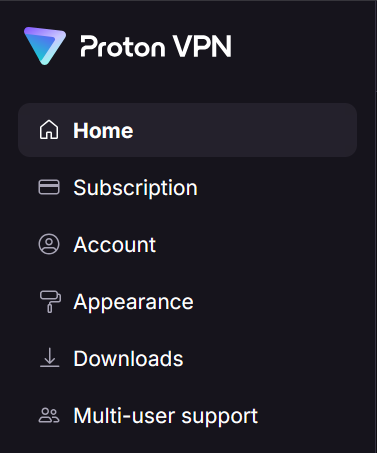 Proton VPN
Home
Subscription
Account
Appearance
Downloads
Multi-user support